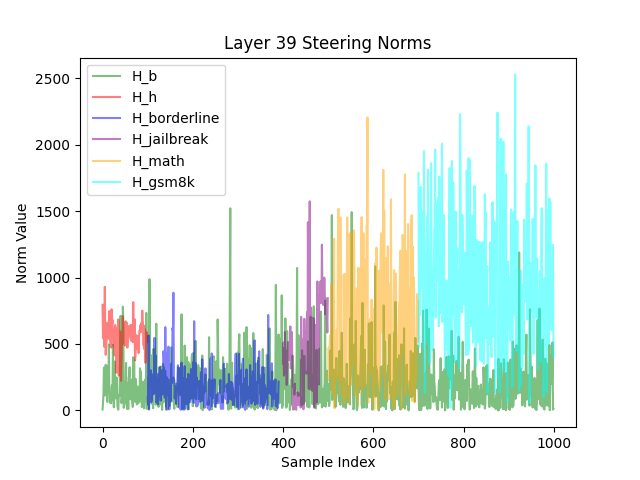 Layer 39 Steering Norms
H_b
H_h
H_borderline
H_jailbreak
H_math
H_gsm8k
Norm Value
2500
2000
1500
1000
500
0
0 200 400 600 800 1000
Sample Index